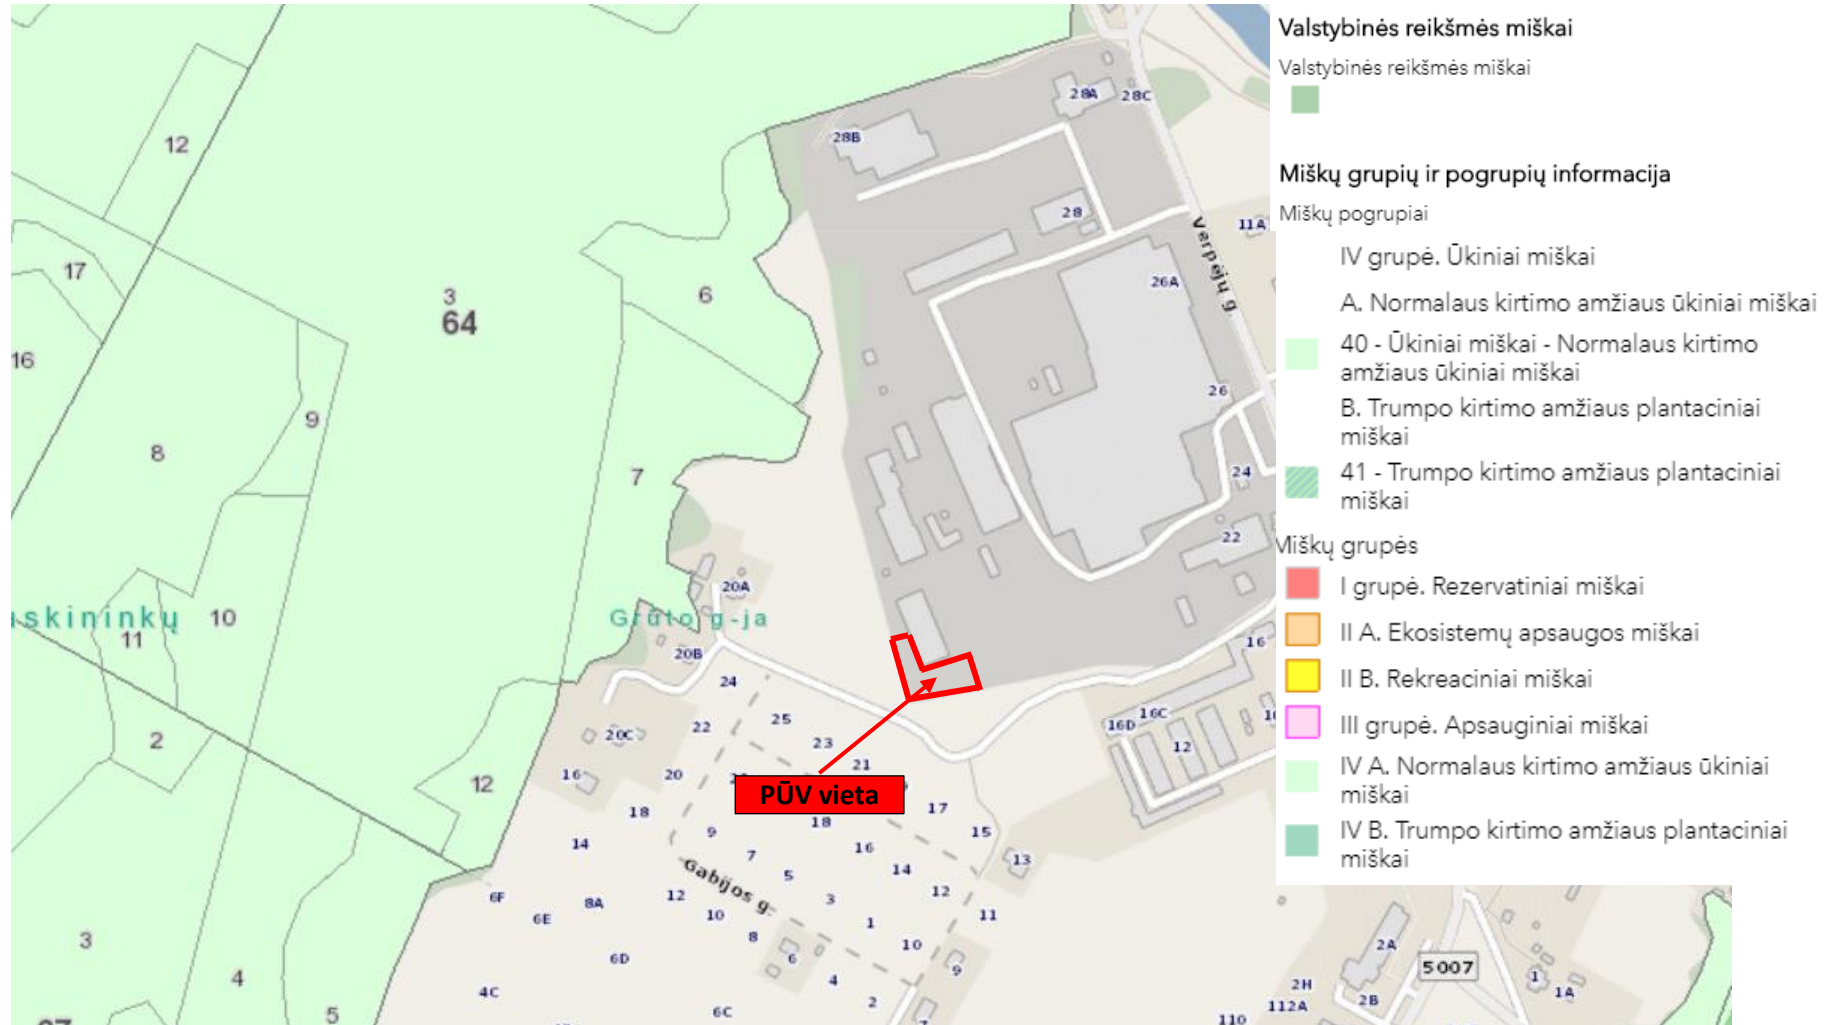 12
17
16
3
64
6
9
8
7
uskininkų
11
10
Grūto g-ja
2
12
3
4
5
28A
28C
28B
28
11A
Verpėjų g.
26A
26
24
22
20A
20B
24
16
16D
16C
12
20C
22
25
23
21
16
20
18
PŪV vieta
17
15
18
14
9
7
5
16
14
13
Gabijos g.
12
3
12
6F
8A
10
1
11
6E
8
10
6D
6
9
4
4C
6C
2
2A
5007
1
1A
2H
112A
2B
110
Valstybinės reikšmės miškai
Valstybinės reikšmės miškai
Miškų grupių ir pogrupių informacija
Miškų pogrupiai
IV grupė. Ūkiniai miškai
A. Normalaus kirtimo amžiaus ūkiniai miškai
40 - Ūkiniai miškai - Normalaus kirtimo
amžiaus ūkiniai miškai
B. Trumpo kirtimo amžiaus plantaciniai
miškai
41 - Trumpo kirtimo amžiaus plantaciniai
miškai
Miškų grupės
I grupė. Rezervatiniai miškai
II A. Ekosistemų apsaugos miškai
II B. Rekreaciniai miškai
III grupė. Apsauginiai miškai
IV A. Normalaus kirtimo amžiaus ūkiniai
miškai
IV B. Trumpo kirtimo amžiaus plantaciniai
miškai